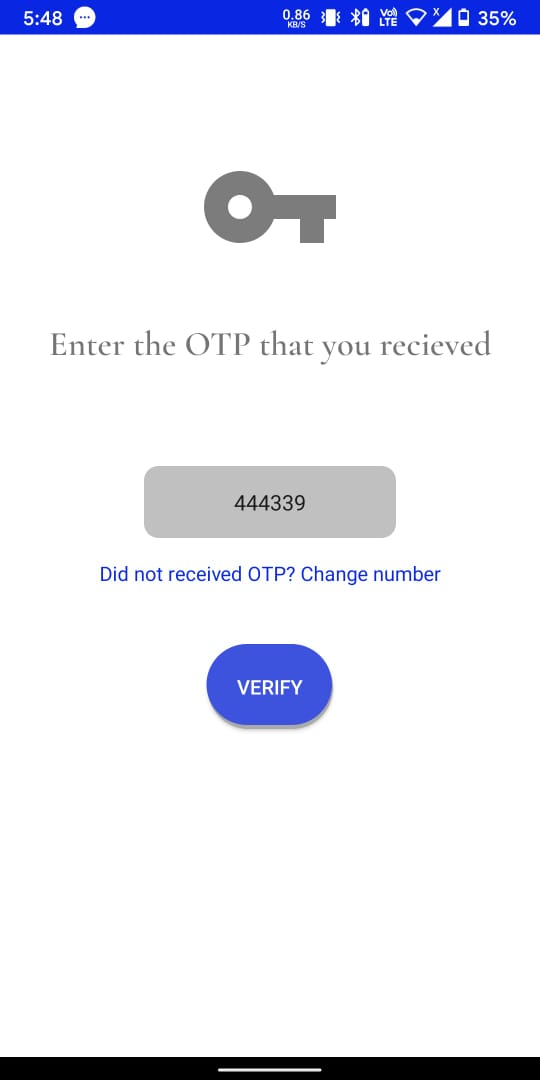 5:48 0.86 KB/S Vo) LTE X 35%
Enter the OTP that you recieved
444339
Did not received OTP? Change number
VERIFY